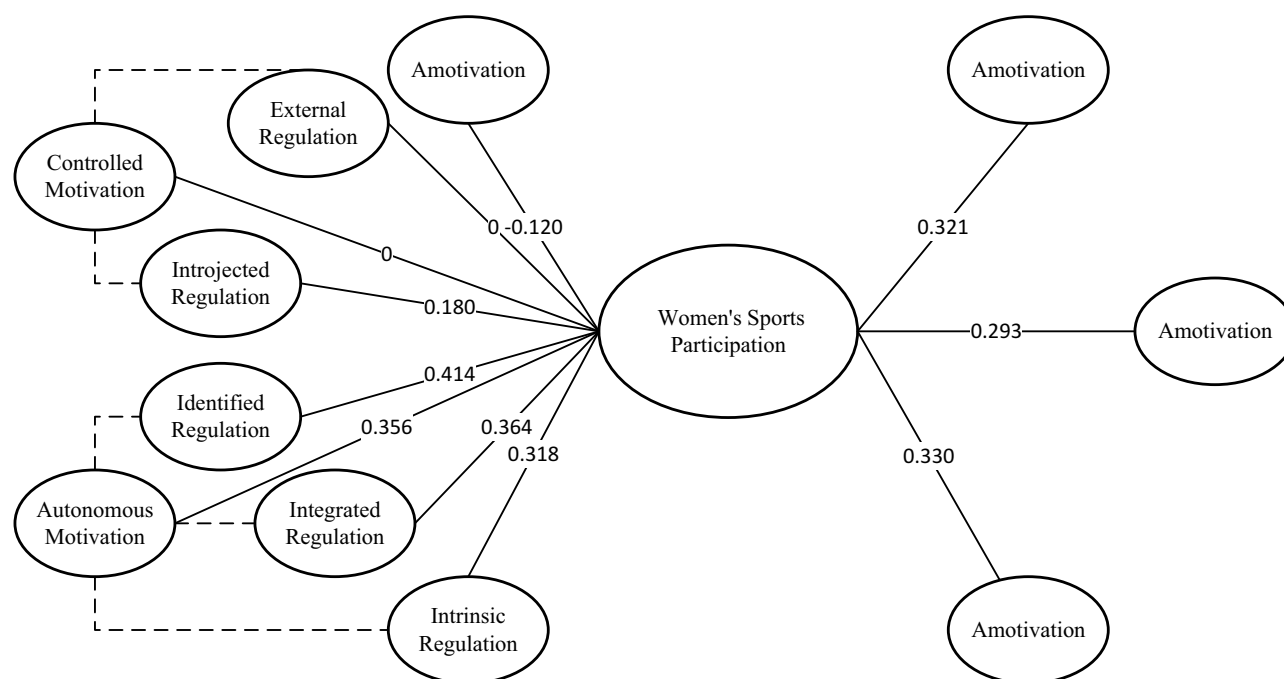 Amotivation
External
Regulation
Controlled
Motivation
0
-0.120
0
Introjected
Regulation
0.180
Identified
Regulation
0.414
0.356
0.364
0.318
Autonomous
Motivation
Integrated
Regulation
Intrinsic
Regulation
Women's Sports
Participation
Amotivation
0.321
0.293
Amotivation
0.330
Amotivation